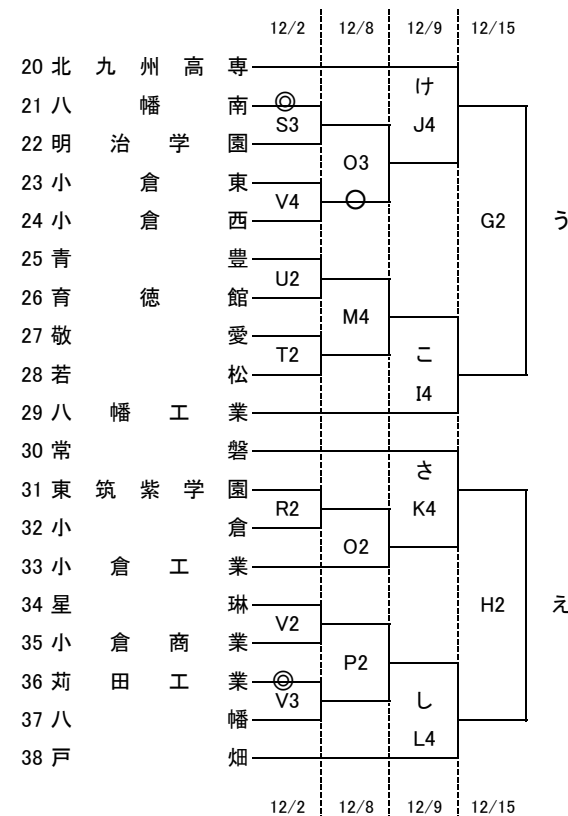 12/2 12/8 12/9 12/15
20 北九州高専
け
21 八幡南 ◎
S3 J4
22 明治学園
O3
23 小倉東
V4 ○
24 小倉西 G2 う
25 青豊
U2
26 育徳館
M4
27 敬愛
T2 こ
28 若松
I4
29 八幡工業
30 常磐
さ
31 東筑紫学園
R2 K4
32 小倉
O2
33 小倉工業
34 星琳 H2 え
V2
35 小倉商業
P2
36 苅田工業 ◎
V3 し
37 八幡
L4
38 戸畑
12/2 12/8 12/9 12/15